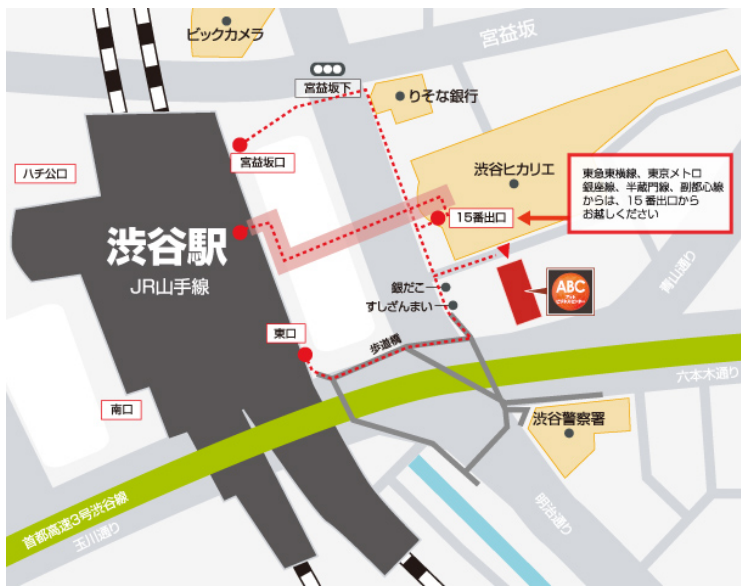 ビックカメラ
宮益坂
宮益坂下
りそな銀行
宮益坂口
ハチ公口
渋谷ヒカリエ
東急東横線、東京メトロ
銀座線、半蔵門線、副都心線
からは、15番出口から
お越しください
15番出口
渋谷駅
JR山手線
銀だこ
すしざんまい
ABC
青山通り
東口
歩道橋
六本木通り
南口
渋谷警察署
首都高速3号渋谷線
玉川通り
明治通り